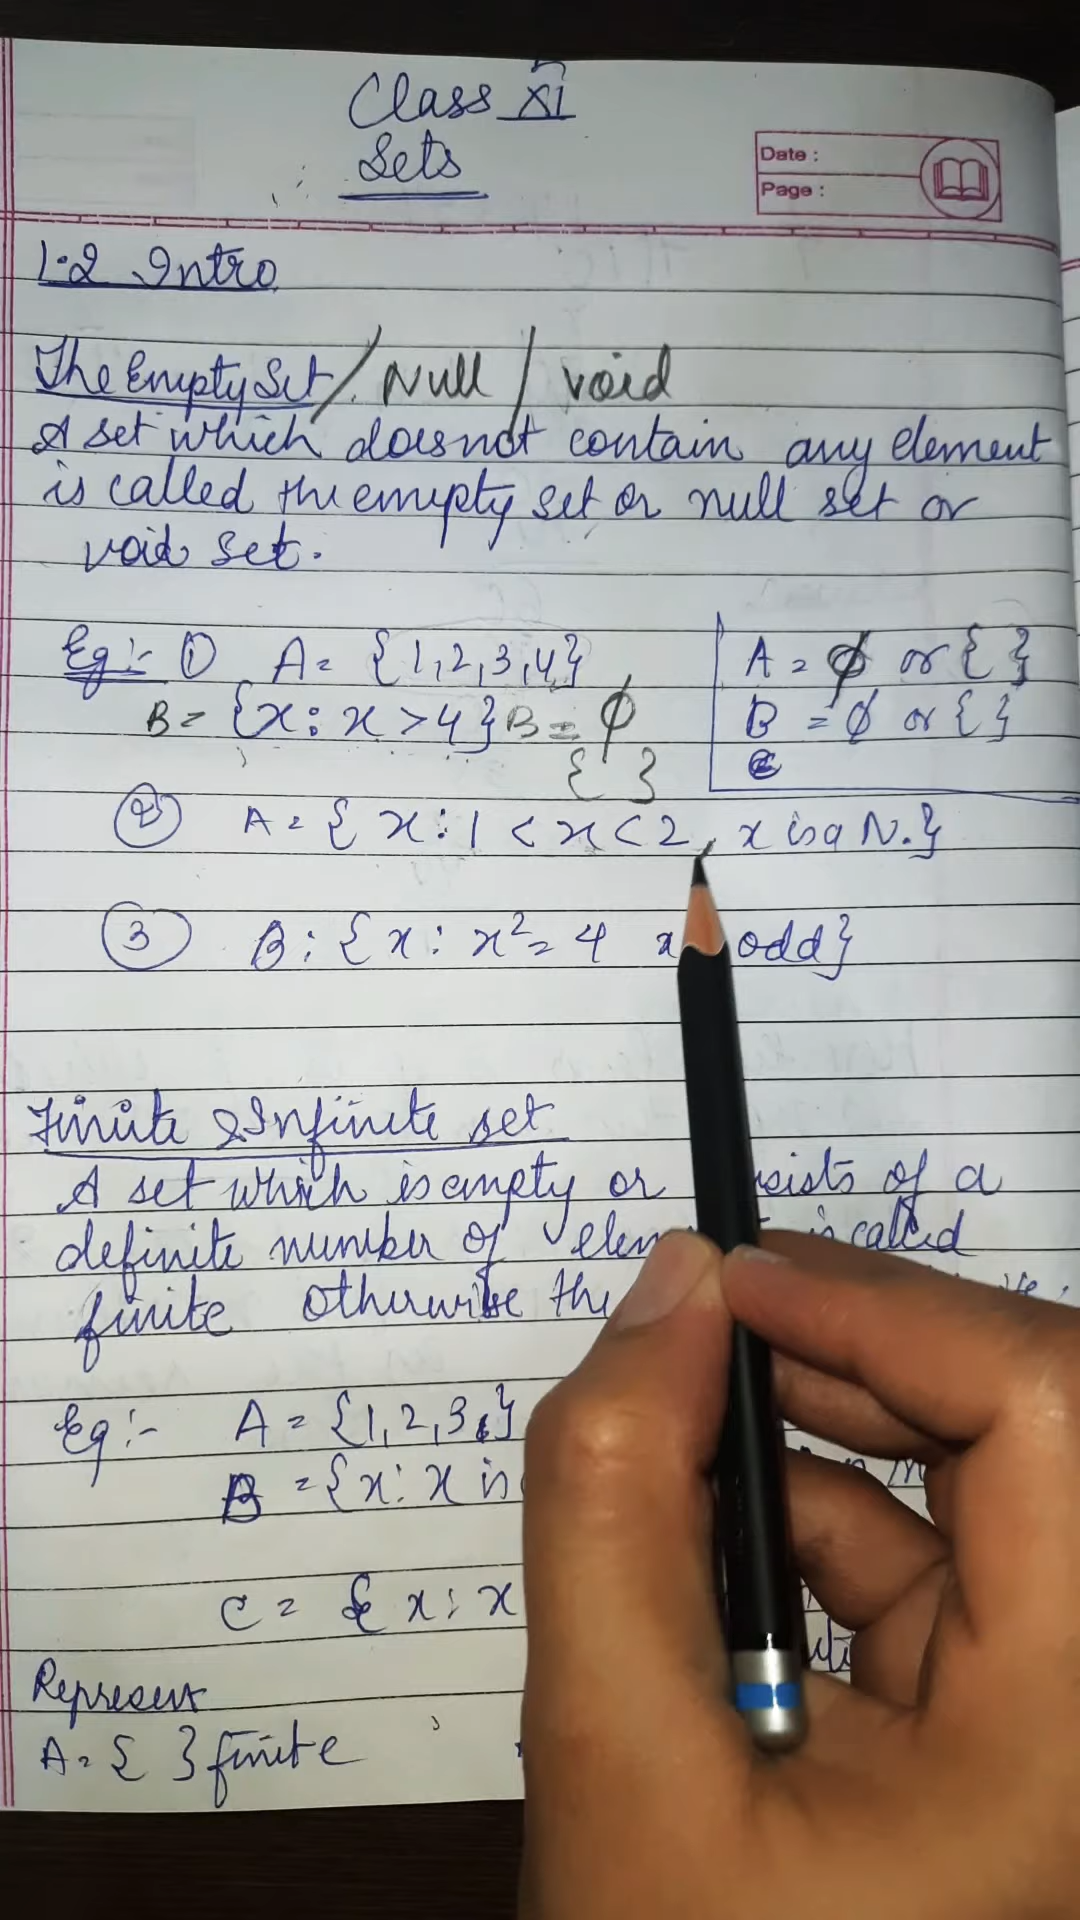 Class XI
Sets
Date :
Page :
1.2 Intro
The Empty Set / Null / void
A set which does not contain any element
is called the empty set or null set or
void set.
Eg:- ① A = {1,2,3,4}
B = {x : x > 4} B = ϕ
{ }
A = ϕ or { }
B = ϕ or { }
② A = { x : 1 < x < 2, x is a N.}
③ B : {x : x² = 4 x odd}
Finite & Infinite set
A set which is empty or of a
definite number of is called
finite otherwise the
Eg:- A = {1,2,3,}
B = {x : x is
C = { x : x
Represent
A = { } finite